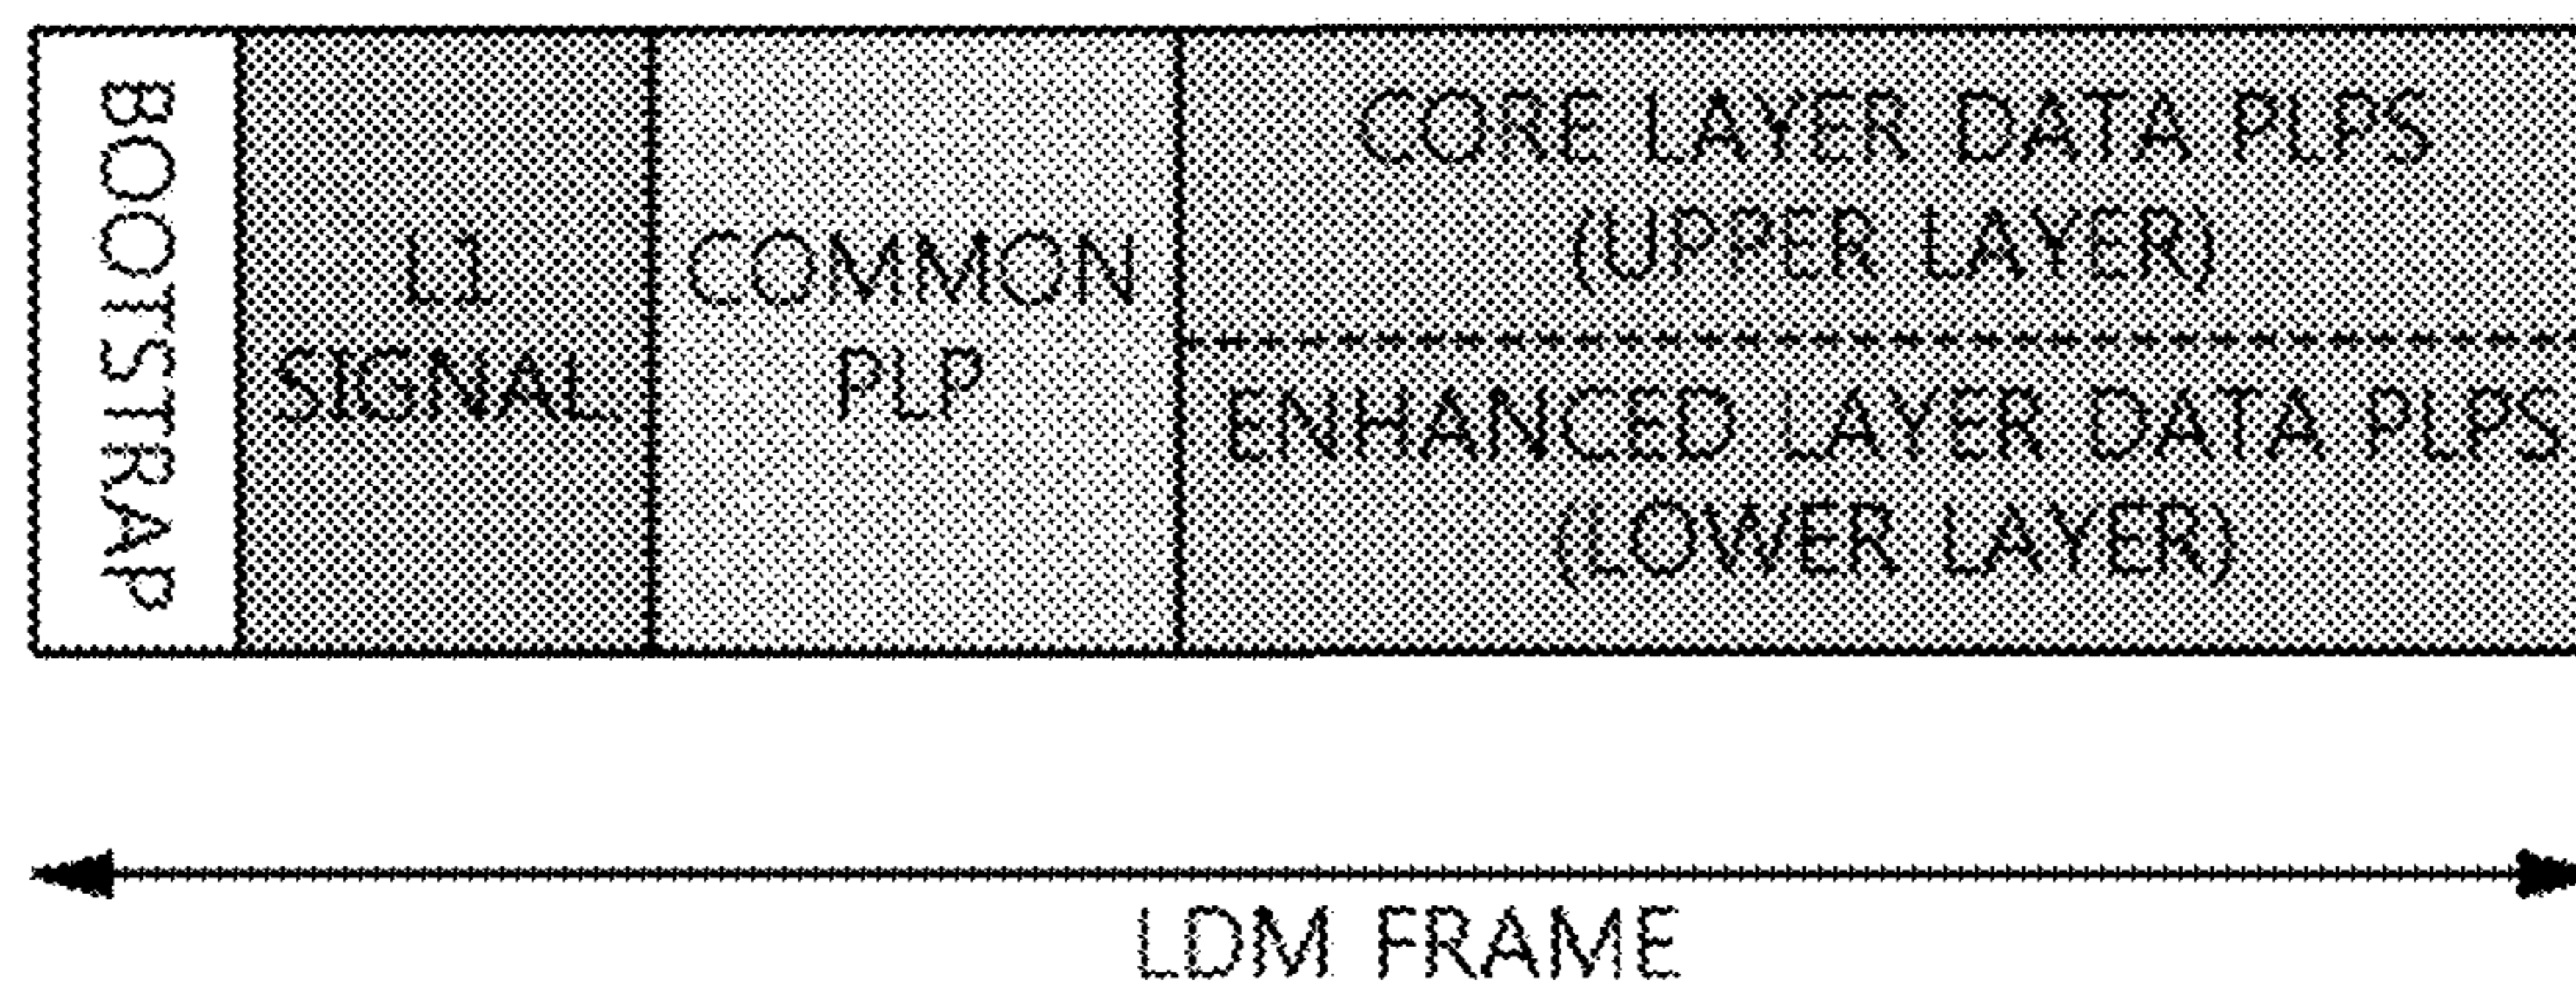 BOOTSTRAP
L1
SIGNAL
COMMON
PLP
CORE LAYER DATA PLPS
(UPPER LAYER)
ENHANCED LAYER DATA PLPS
(LOWER LAYER)
LDM FRAME